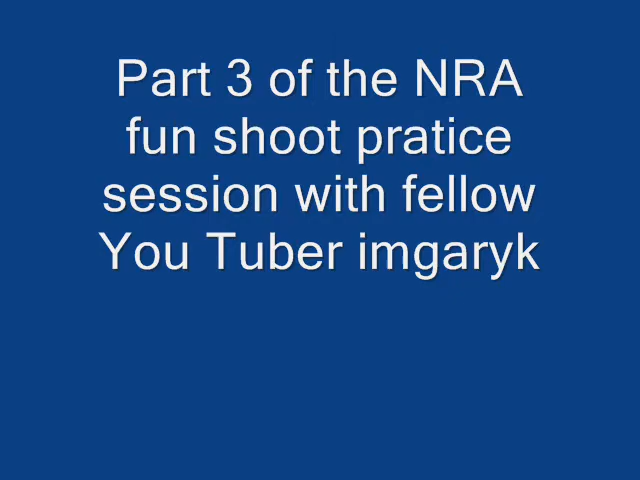 Part 3 of the NRA
fun shoot pratice
session with fellow
You Tuber imgaryk